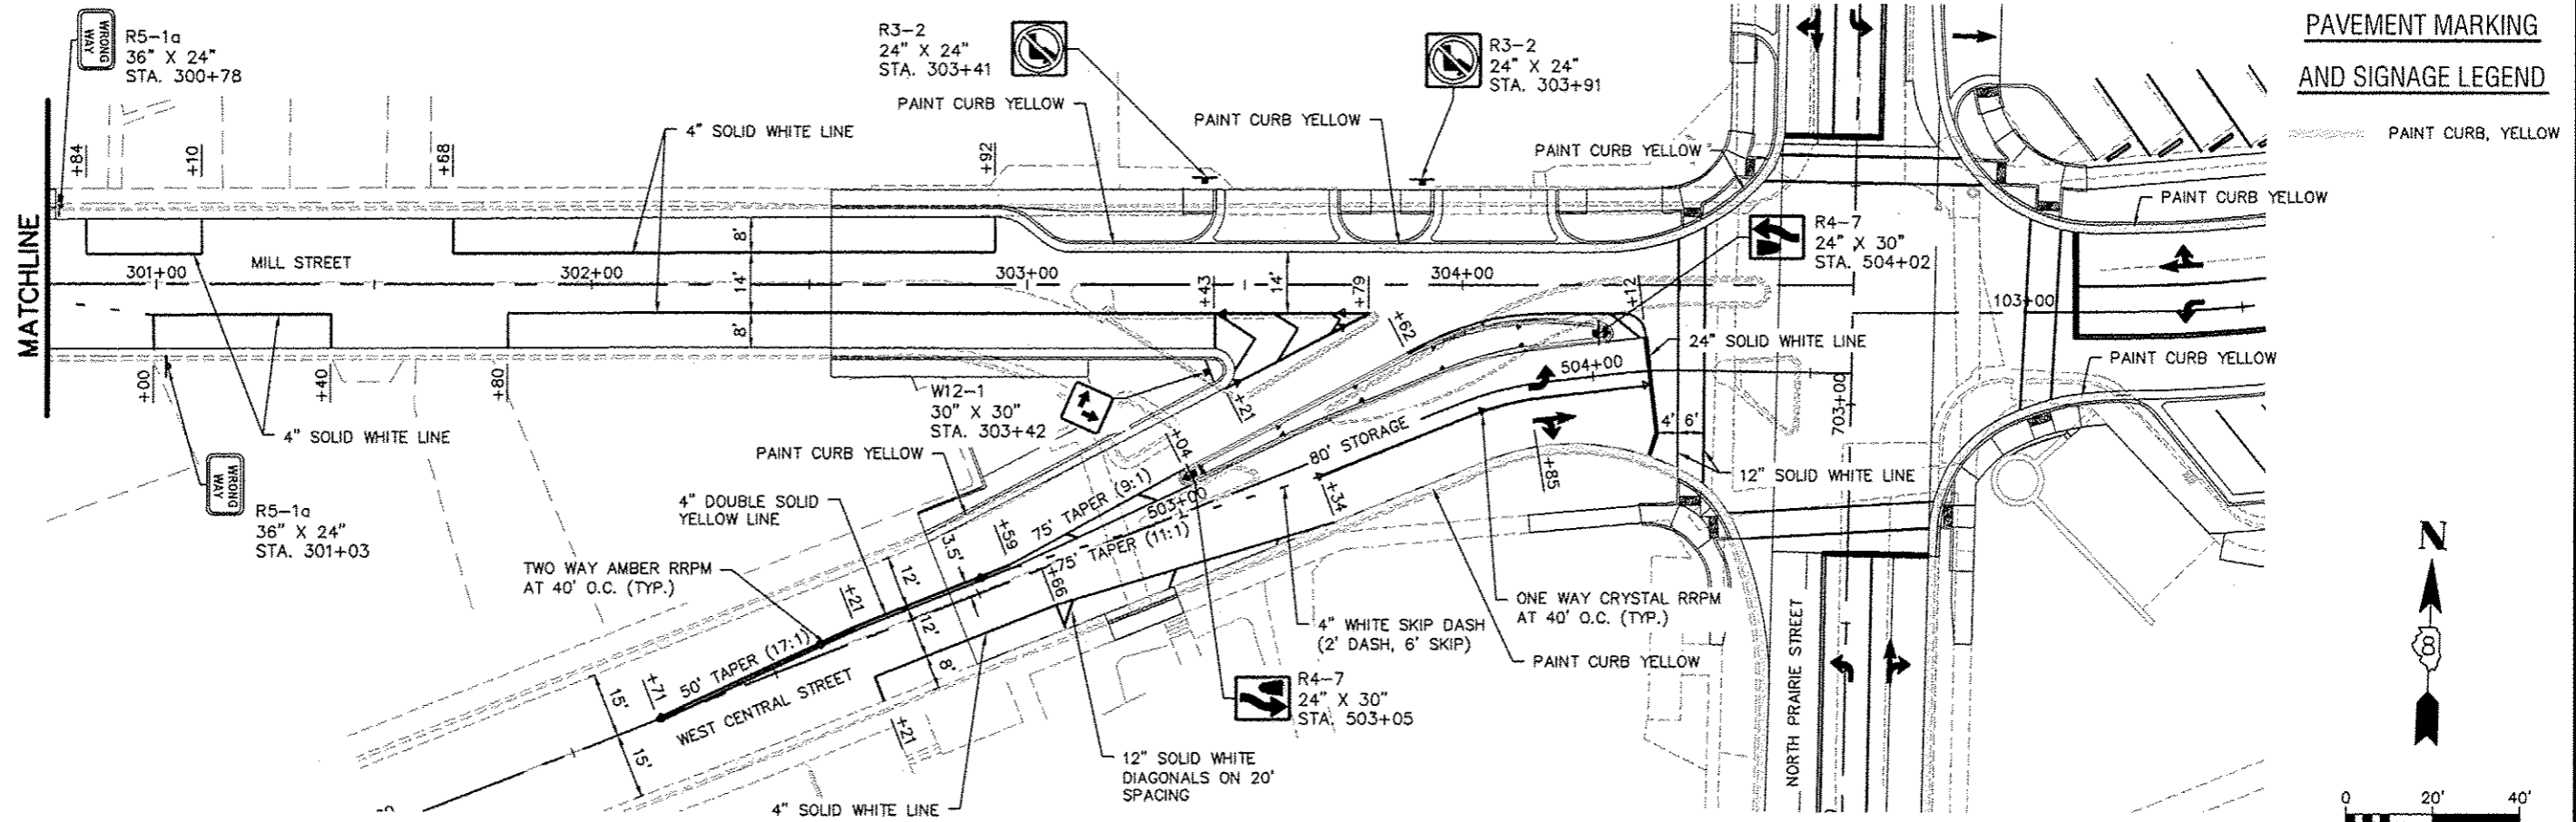 PAVEMENT MARKING
AND SIGNAGE LEGEND
PAINT CURB, YELLOW
WRONG
WAY
R5-1a
36" X 24"
STA. 300+78
R3-2
24" X 24"
STA. 303+41
R3-2
24" X 24"
STA. 303+91
PAINT CURB YELLOW
PAINT CURB YELLOW
PAINT CURB YELLOW
4" SOLID WHITE LINE
+84
+10
+68
+92
PAINT CURB YELLOW
R4-7
24" X 30"
STA. 504+02
MATCHLINE
MILL STREET
301+00
302+00
303+00
304+00
103+00
8'
14'
8'
14'
+43
+79
+12
+62
24" SOLID WHITE LINE
PAINT CURB YELLOW
504+00
+00
+40
+80
W12-1
30" X 30"
STA. 303+42
+21
703+00
4" SOLID WHITE LINE
PAINT CURB YELLOW
+04
80' STORAGE
4' 6'
+85
12" SOLID WHITE LINE
WRONG
WAY
R5-1a
36" X 24"
STA. 301+03
4" DOUBLE SOLID
YELLOW LINE
75' TAPER (9:1)
503+00
75' TAPER (11:1)
+34
+59
3.5'
+66
TWO WAY AMBER RRPM
AT 40' O.C. (TYP.)
+21
12'
12'
8'
ONE WAY CRYSTAL RRPM
AT 40' O.C. (TYP.)
4" WHITE SKIP DASH
(2' DASH, 6' SKIP)
PAINT CURB YELLOW
50' TAPER (17:1)
+71
15'
15'
WEST CENTRAL STREET
+21
R4-7
24" X 30"
STA. 503+05
12" SOLID WHITE
DIAGONALS ON 20'
SPACING
4" SOLID WHITE LINE
NORTH PRAIRIE STREET
N
8
0 20' 40'